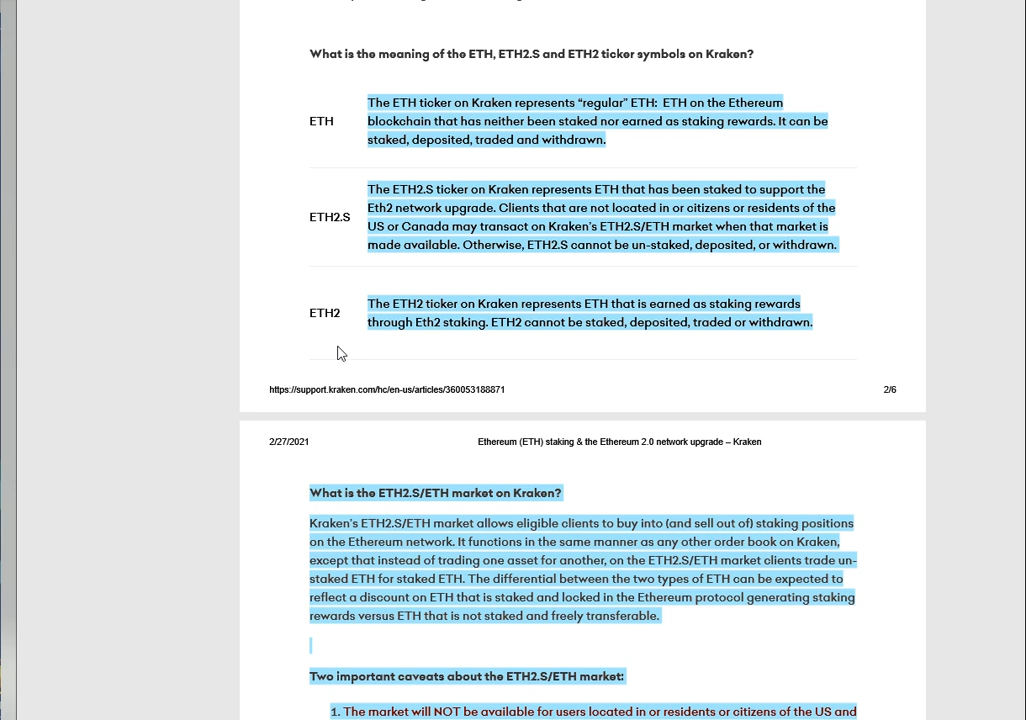 What is the meaning of the ETH, ETH2.S and ETH2 ticker symbols on Kraken?
The ETH ticker on Kraken represents “regular” ETH:  ETH on the Ethereum
ETH
blockchain that has neither been staked nor earned as staking rewards. It can be
staked, deposited, traded and withdrawn.
The ETH2.S ticker on Kraken represents ETH that has been staked to support the
Eth2 network upgrade. Clients that are not located in or citizens or residents of the
ETH2.S
US or Canada may transact on Kraken's ETH2.S/ETH market when that market is
made available. Otherwise, ETH2.S cannot be un-staked, deposited, or withdrawn.
The ETH2 ticker on Kraken represents ETH that is earned as staking rewards
ETH2
through Eth2 staking. ETH2 cannot be staked, deposited, traded or withdrawn.
https://support.kraken.com/hc/en-us/articles/360053188871 2/6
2/27/2021 Ethereum (ETH) staking & the Ethereum 2.0 network upgrade – Kraken
What is the ETH2.S/ETH market on Kraken?
Kraken's ETH2.S/ETH market allows eligible clients to buy into (and sell out of) staking positions
on the Ethereum network. It functions in the same manner as any other order book on Kraken,
except that instead of trading one asset for another, on the ETH2.S/ETH market clients trade un-
staked ETH for staked ETH. The differential between the two types of ETH can be expected to
reflect a discount on ETH that is staked and locked in the Ethereum protocol generating staking
rewards versus ETH that is not staked and freely transferable.
Two important caveats about the ETH2.S/ETH market:
1. The market will NOT be available for users located in or residents or citizens of the US and